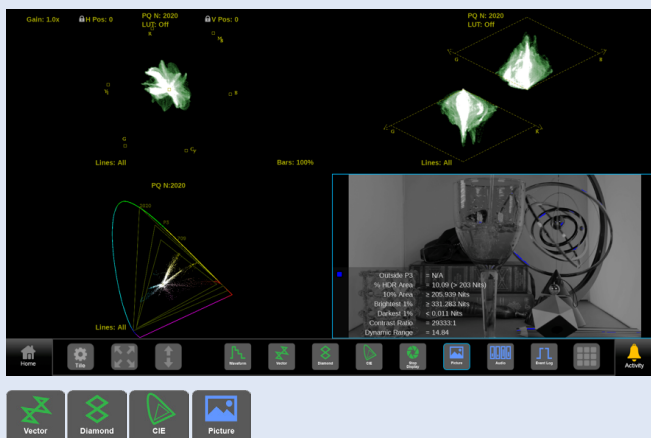 Gain: 1.0x
H Pos: 0
PQ N: 2020
LUT: Off
V Pos: 0
Lines: All
Bars: 100%
PQ N: 2020
LUT: Off
G
R
G
R
Lines: All
PQ N:2020
2020
P3
709
Lines: All
Outside P3 = N/A
% HDR Area = 10.09 (> 203 Nits)
10% Area ≥ 205.939 Nits
Brightest 1% ≥ 331.283 Nits
Darkest 1% < 0.011 Nits
Contrast Ratio = 29333:1
Dynamic Range = 14.84
Home
Tile
Waveform
Vector
Diamond
CIE
Stop Display
Picture
Audio
Event Log
Activity
Vector
Diamond
CIE
Picture